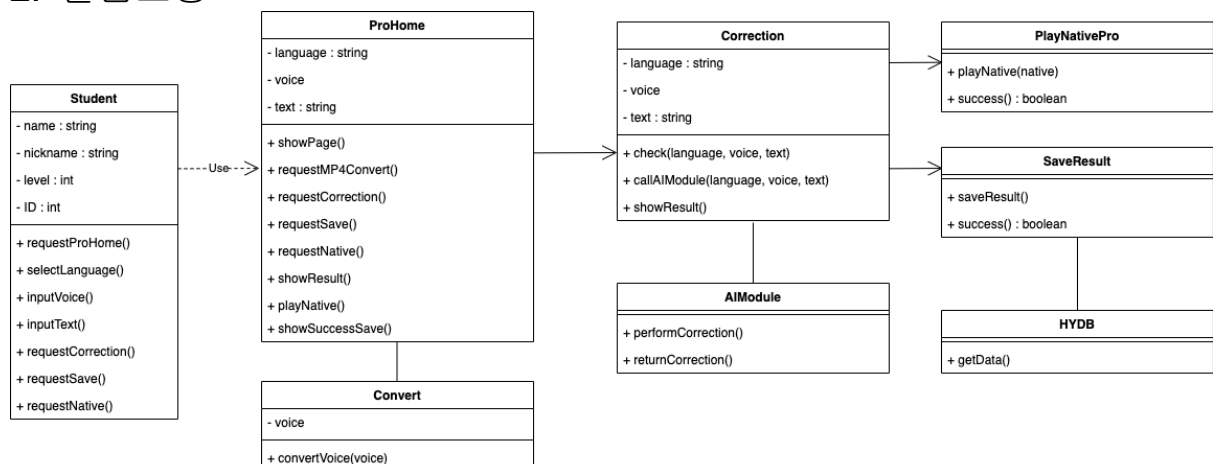 Student
- name : string
- nickname : string
- level : int
- ID : int
+ requestProHome()
+ selectLanguage()
+ inputVoice()
+ inputText()
+ requestCorrection()
+ requestSave()
+ requestNative()
Use
ProHome
- language : string
- voice
- text : string
+ showPage()
+ requestMP4Convert()
+ requestCorrection()
+ requestSave()
+ requestNative()
+ showResult()
+ playNative()
+ showSuccessSave()
Convert
- voice
+ convertVoice(voice)
Correction
- language : string
- voice
- text : string
+ check(language, voice, text)
+ callAIModule(language, voice, text)
+ showResult()
AIModule
+ performCorrection()
+ returnCorrection()
PlayNativePro
+ playNative(native)
+ success() : boolean
SaveResult
+ saveResult()
+ success() : boolean
HYDB
+ getData()